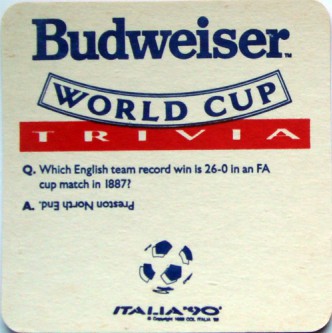 Budweiser™
WORLD CUP
TRIVIA
Q. Which English team record win is 26-0 in an FA
cup match in 1887?
A. Preston North End.
ITALIA '90